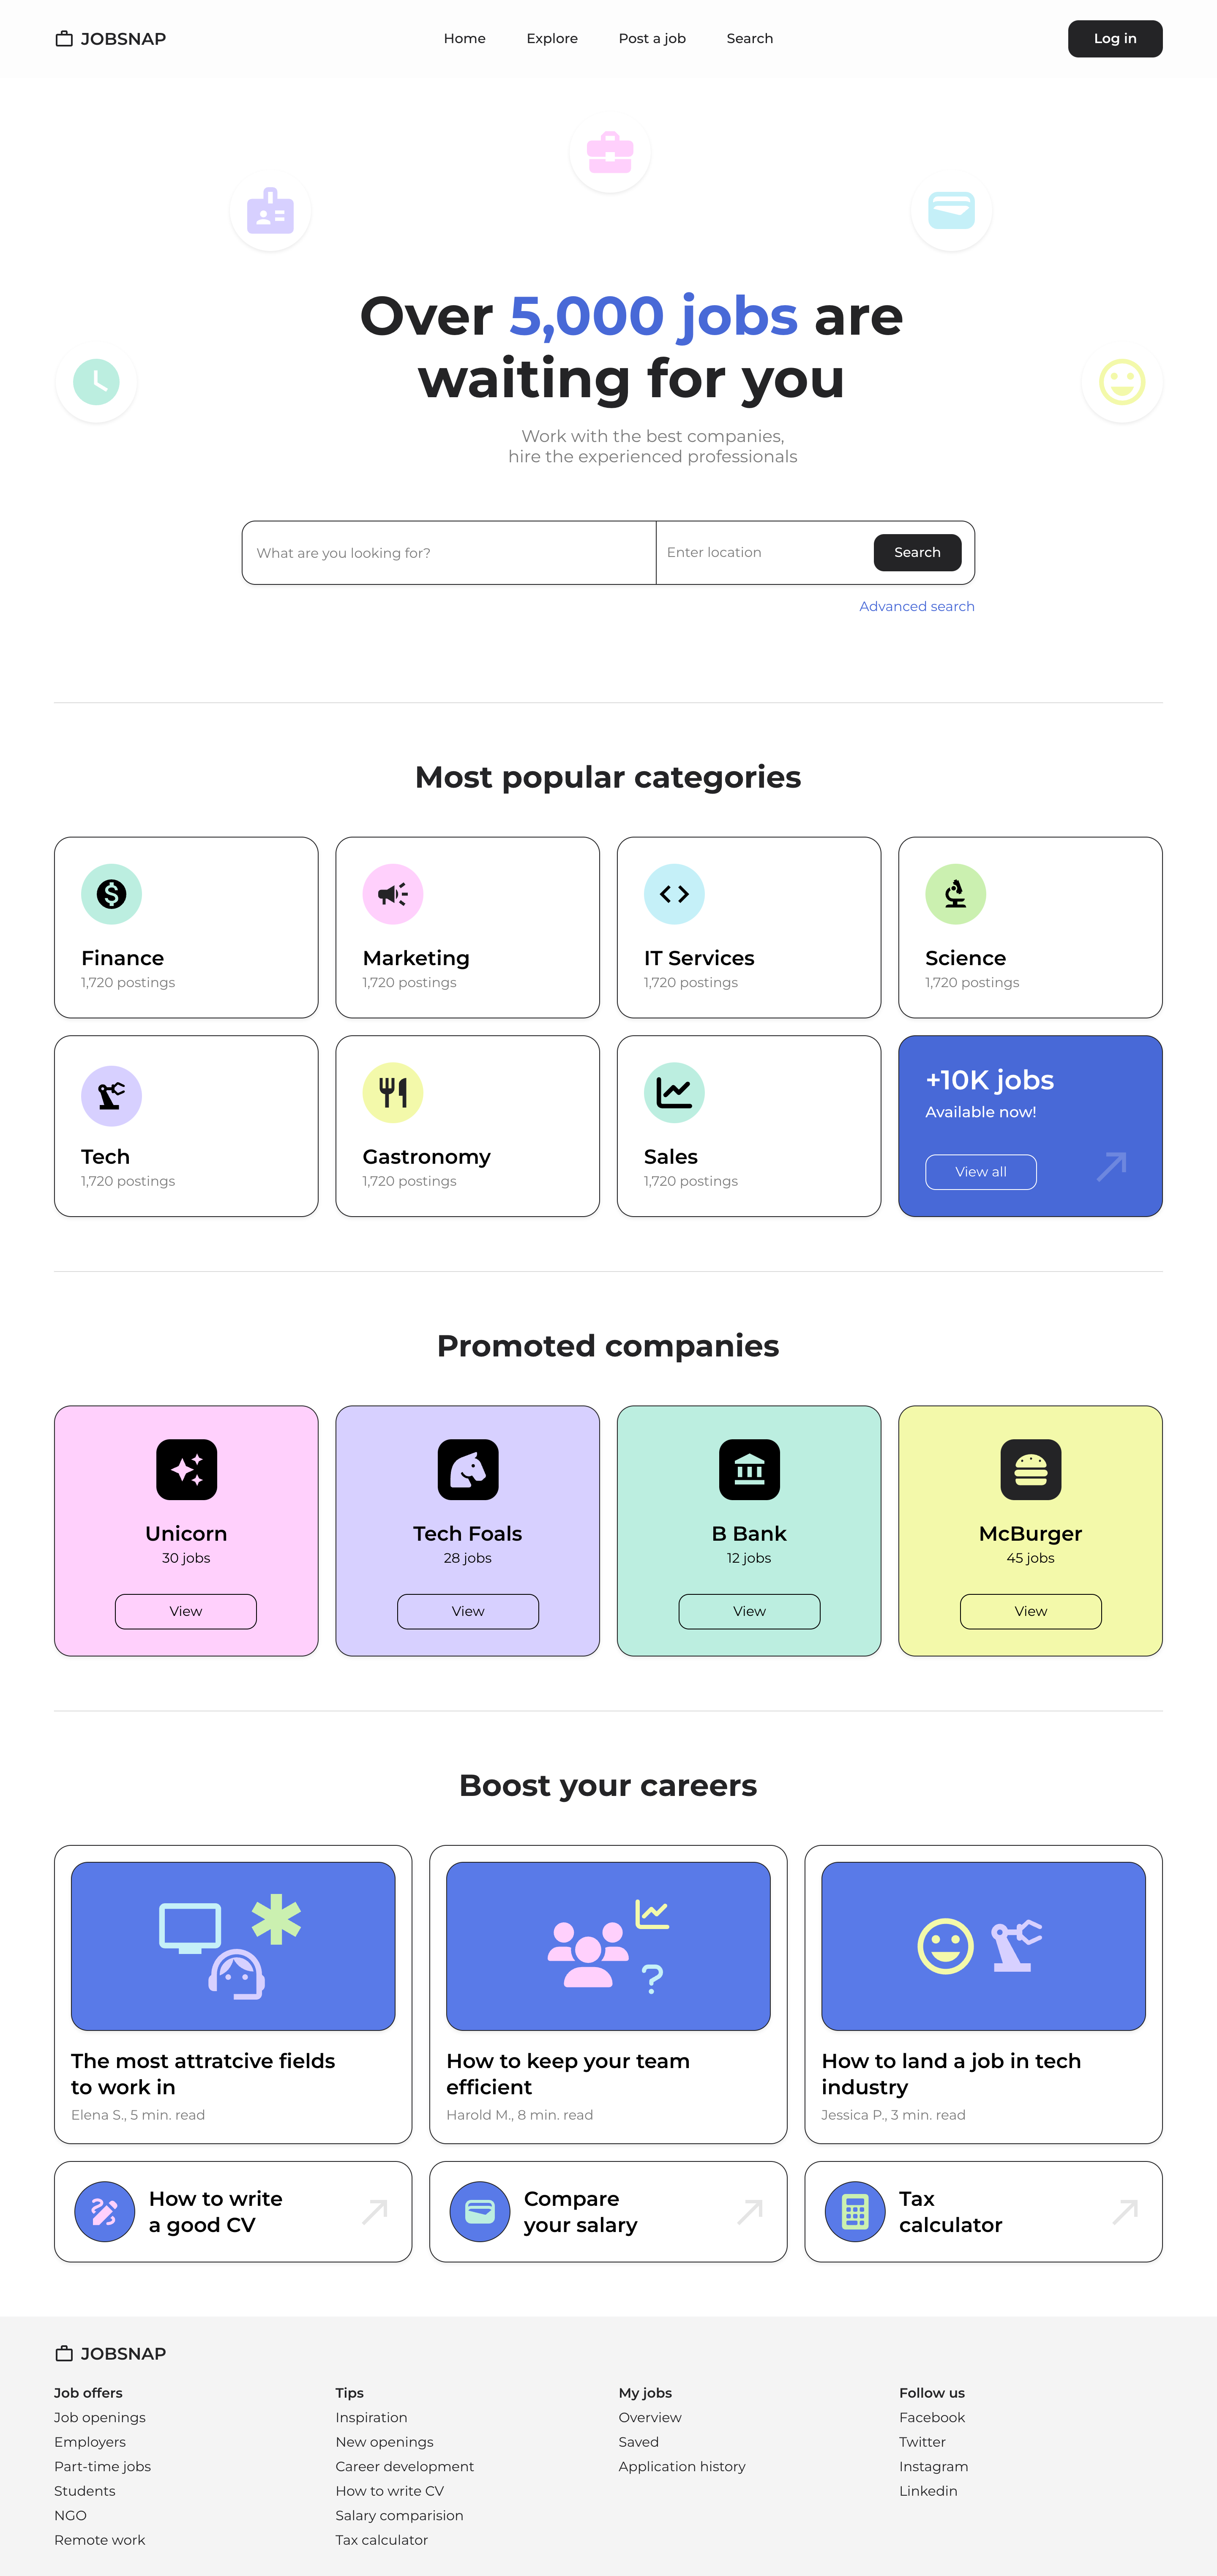 JOBSNAP
Home
Explore
Post a job
Search
Log in
Over 5,000 jobs are
waiting for you
Work with the best companies,
hire the experienced professionals
What are you looking for?
Enter location
Search
Advanced search
Most popular categories
Finance
1,720 postings
Marketing
1,720 postings
IT Services
1,720 postings
Science
1,720 postings
Tech
1,720 postings
Gastronomy
1,720 postings
Sales
1,720 postings
+10K jobs
Available now!
View all
Promoted companies
Unicorn
30 jobs
View
Tech Foals
28 jobs
View
B Bank
12 jobs
View
McBurger
45 jobs
View
Boost your careers
The most attratcive fields
to work in
Elena S., 5 min. read
How to keep your team
efficient
Harold M., 8 min. read
How to land a job in tech
industry
Jessica P., 3 min. read
How to write
a good CV
Compare
your salary
Tax
calculator
JOBSNAP
Job offers
Job openings
Employers
Part-time jobs
Students
NGO
Remote work
Tips
Inspiration
New openings
Career development
How to write CV
Salary comparision
Tax calculator
My jobs
Overview
Saved
Application history
Follow us
Facebook
Twitter
Instagram
Linkedin